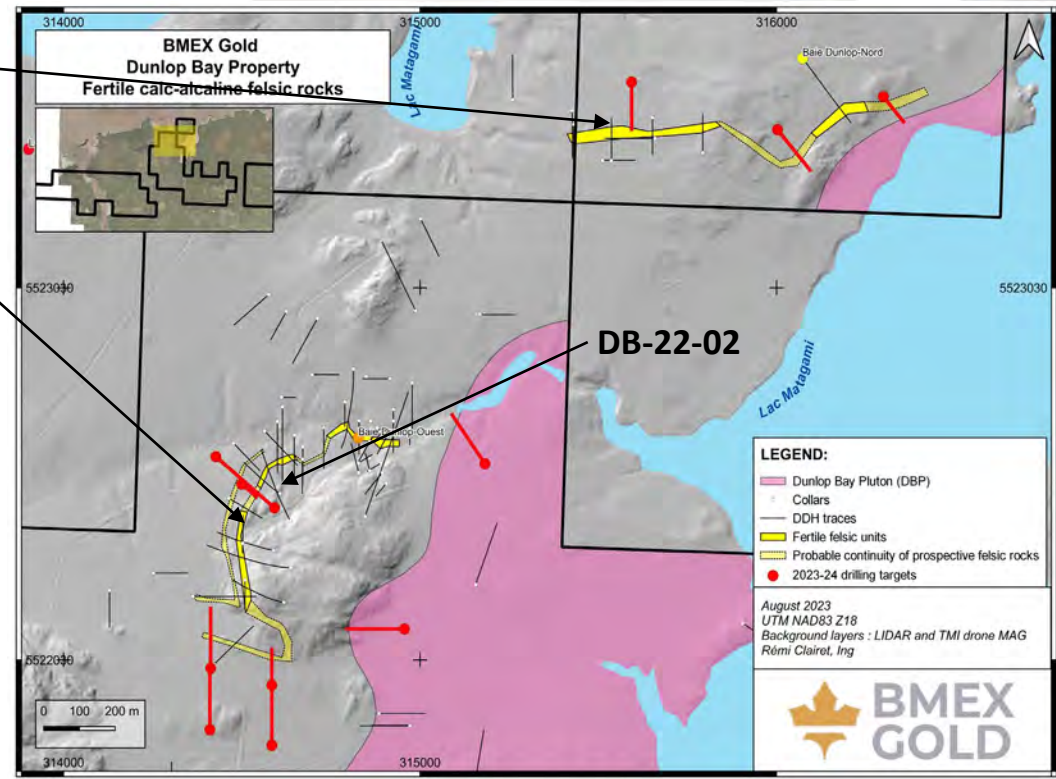 314000
315000
316000
BMEX Gold
Dunlop Bay Property
Fertile calc-alcaline felsic rocks
Lac Matagami
Baie Dunlop-Nord
5523030
5523030
DB-22-02
Lac Matagami
Baie Dunlop-Ouest
LEGEND:
Dunlop Bay Pluton (DBP)
Collars
DDH traces
Fertile felsic units
Probable continuity of prospective felsic rocks
2023-24 drilling targets
August 2023
UTM NAD83 Z18
Background layers : LIDAR and TMI drone MAG
Rémi Clairet, Ing
5522030
0 100 200 m
BMEX
GOLD
314000
315000